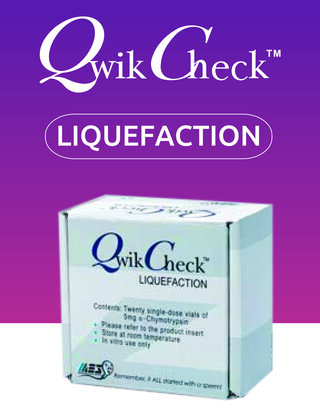 QwikCheck™
LIQUEFACTION
QwikCheck™
LIQUEFACTION
Contents: Twenty single-dose vials of
5mg α-Chymotrypsin
• Please refer to the product insert
• Store at room temperature
• In vitro use only
MES
Remember, it ALL started with a sperm!